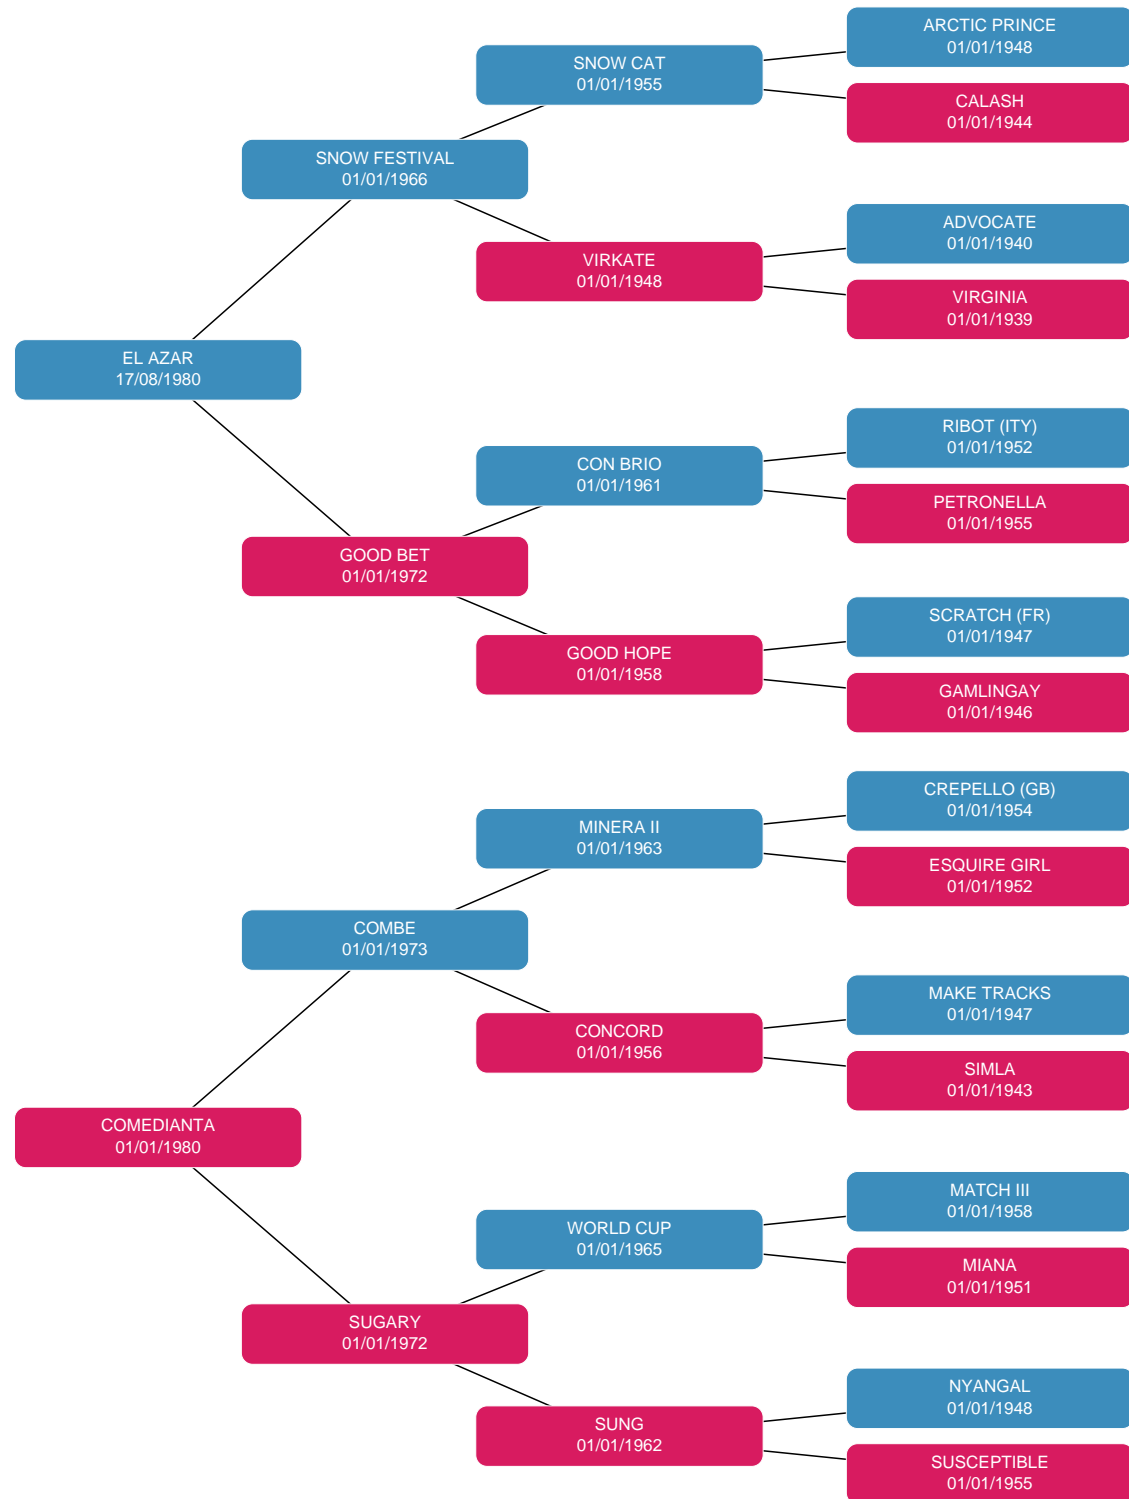 ARCTIC PRINCE
01/01/1948
SNOW CAT
01/01/1955
CALASH
01/01/1944
SNOW FESTIVAL
01/01/1966
ADVOCATE
01/01/1940
VIRKATE
01/01/1948
VIRGINIA
01/01/1939
EL AZAR
17/08/1980
RIBOT (ITY)
01/01/1952
CON BRIO
01/01/1961
PETRONELLA
01/01/1955
GOOD BET
01/01/1972
SCRATCH (FR)
01/01/1947
GOOD HOPE
01/01/1958
GAMLINGAY
01/01/1946
CREPELLO (GB)
01/01/1954
MINERA II
01/01/1963
ESQUIRE GIRL
01/01/1952
COMBE
01/01/1973
MAKE TRACKS
01/01/1947
CONCORD
01/01/1956
SIMLA
01/01/1943
COMEDIANTA
01/01/1980
MATCH III
01/01/1958
WORLD CUP
01/01/1965
MIANA
01/01/1951
SUGARY
01/01/1972
NYANGAL
01/01/1948
SUNG
01/01/1962
SUSCEPTIBLE
01/01/1955